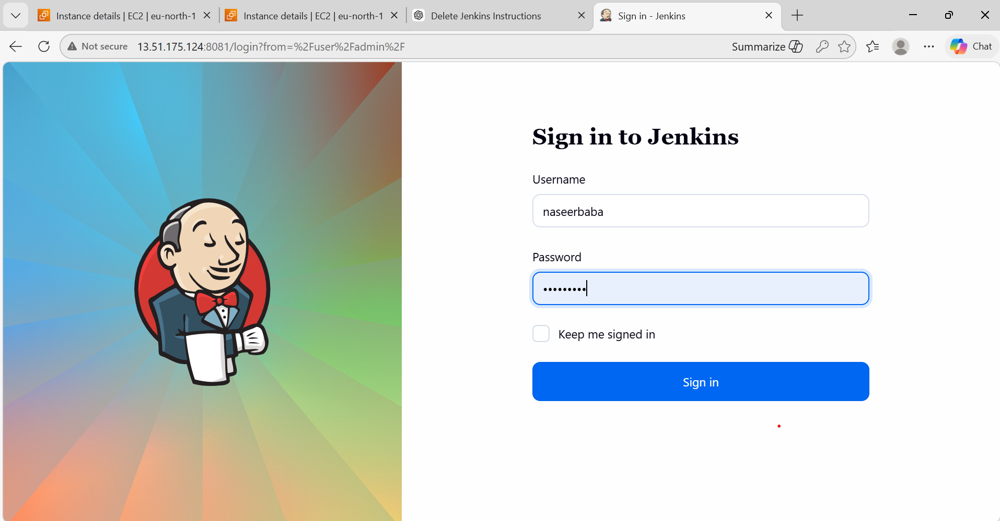 Instance details | EC2 | eu-north-1
Instance details | EC2 | eu-north-1
Delete Jenkins Instructions
Sign in - Jenkins
Not secure
13.51.175.124:8081/login?from=%2Fuser%2Fadmin%2F
Summarize
Chat
Sign in to Jenkins
Username
naseerbaba
Password
•••••••••
Keep me signed in
Sign in